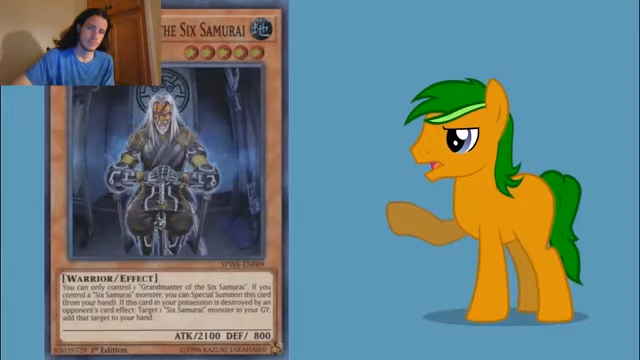 THE SIX SAMURAI
SPWA-EN009
[WARRIOR/EFFECT]
You can only control 1 "Grandmaster of the Six Samurai". If you
control a "Six Samurai" monster, you can Special Summon this card
(from your hand). If this card in your possession is destroyed by an
opponent's card effect: Target 1 "Six Samurai" monster in your GY;
add that target to your hand.
ATK/2100 DEF/ 800
83039729 1st Edition
©1996 KAZUKI TAKAHASHI